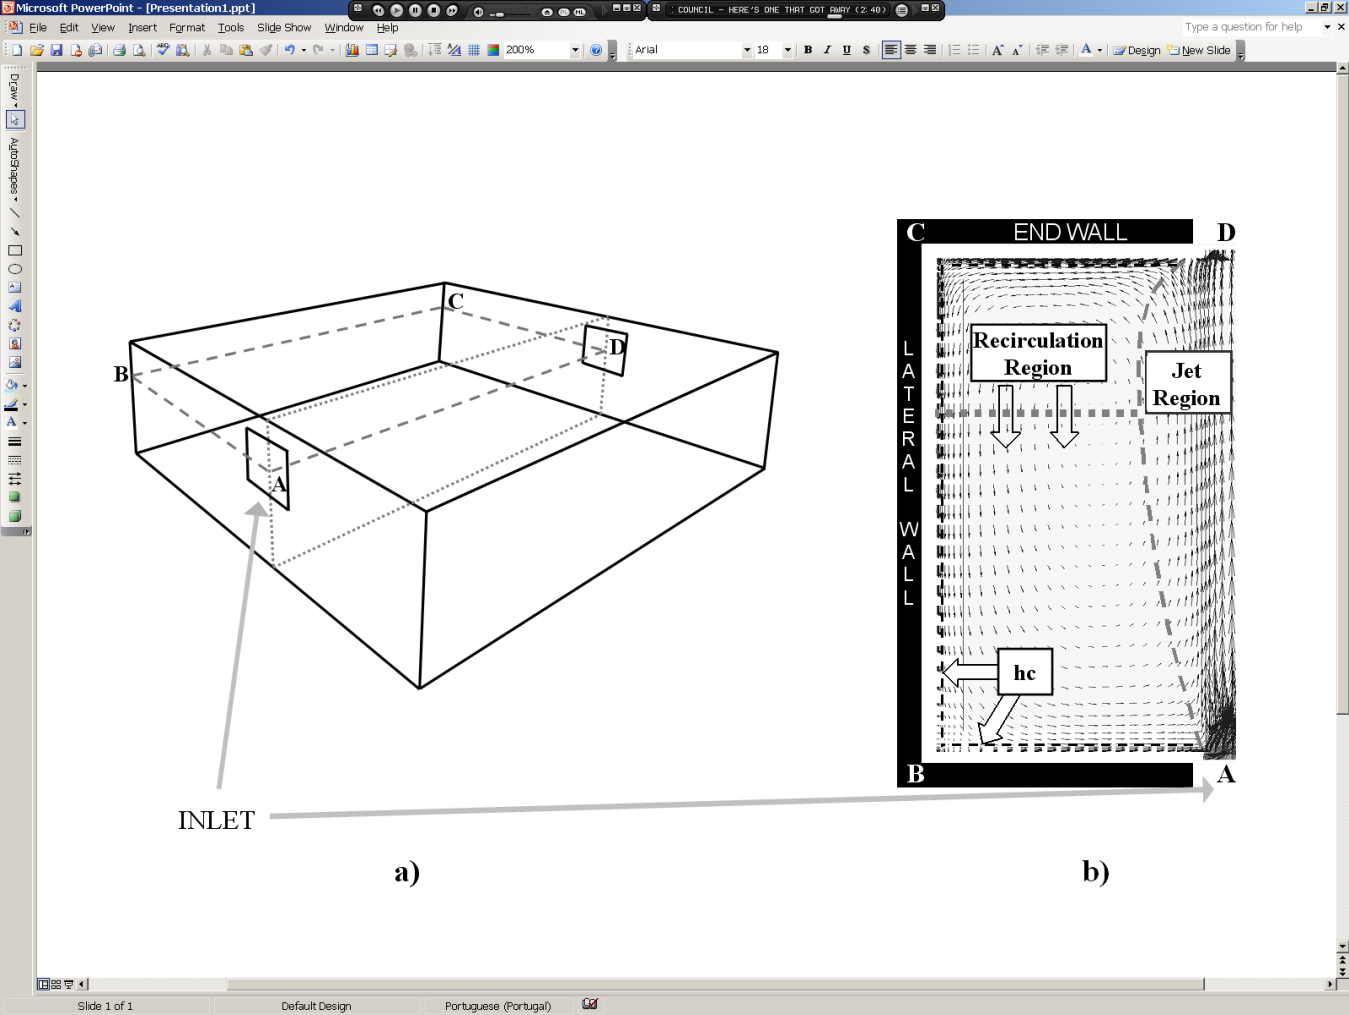 Microsoft PowerPoint - [Presentation1.ppt]
COUNCIL - HERE'S ONE THAT GOT AWAY (2:40)
File Edit View Insert Format Tools Slide Show Window Help
Type a question for help
200%
Arial
18
B I U S
A
Design
New Slide
Draw
AutoShapes
C
B
D
A
INLET
a)
C END WALL D
LATERAL WALL
Recirculation
Region
Jet
Region
hc
B
A
b)
Slide 1 of 1
Default Design
Portuguese (Portugal)